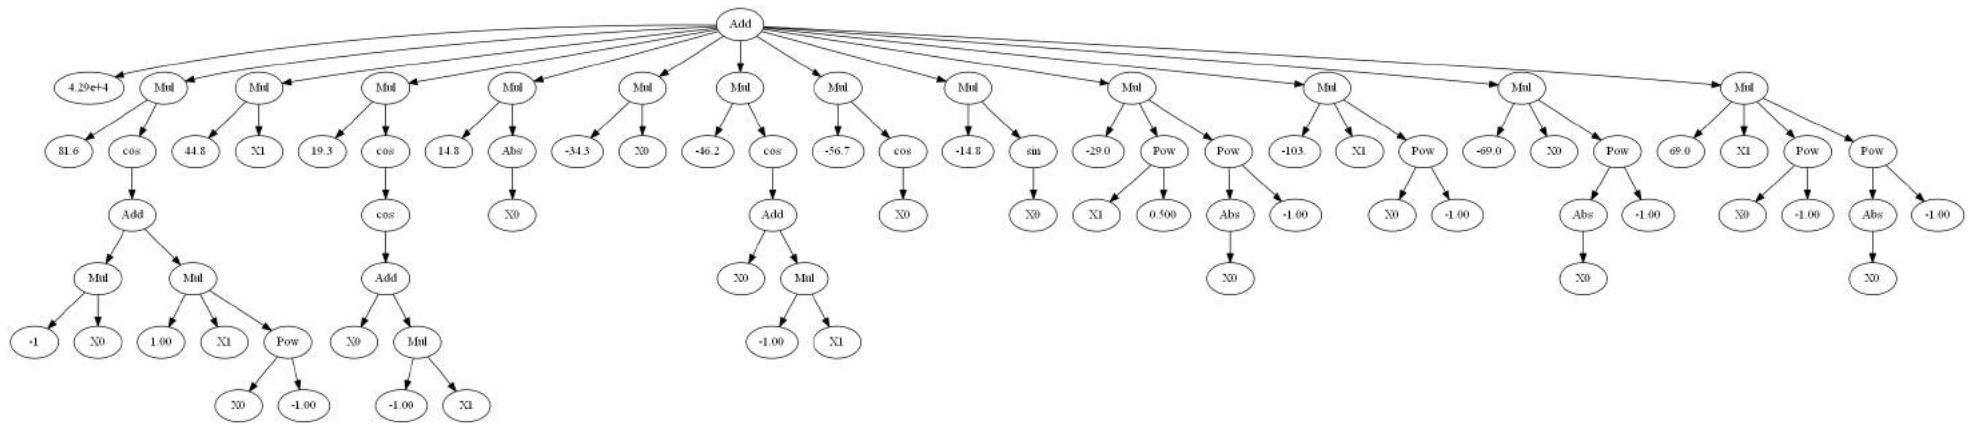 Add
4.29e+4 Mul Mul Mul Mul Mul Mul Mul Mul Mul Mul Mul Mul
81.6 cos 44.8 X1 19.3 cos 14.8 Abs -34.3 X0 -46.2 cos -56.7 cos -14.8 sin -29.0 Pow Pow -103. X1 Pow -69.0 X0 Pow 69.0 X1 Pow Pow
Add cos X0 Add X0 X0 X1 0.500 Abs -1.00 X0 -1.00 Abs -1.00 X0 -1.00 Abs -1.00
Mul Mul Add X0 Mul X0 X0 X0
-1 X0 1.00 X1 Pow X0 Mul -1.00 X1
X0 -1.00 -1.00 X1